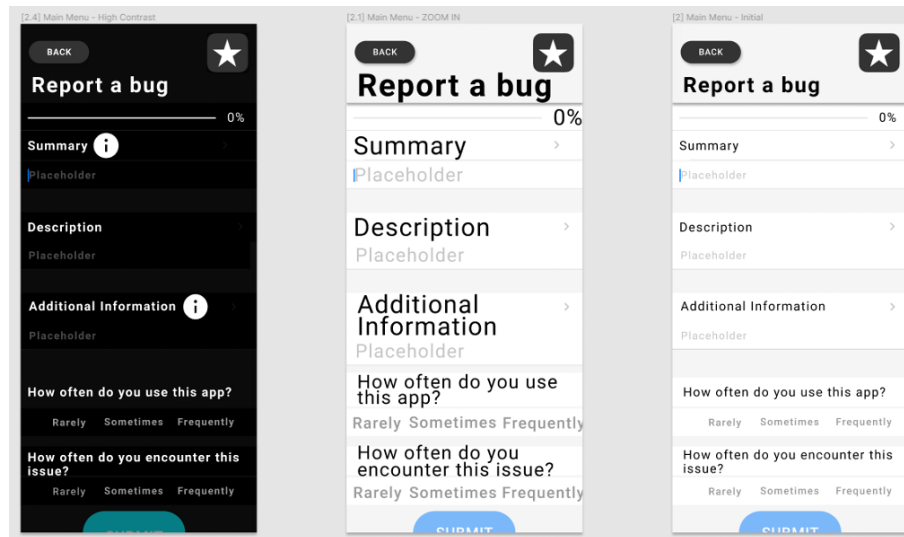 [2.4] Main Menu - High Contrast
BACK
Report a bug
0%
Summary i
Placeholder
Description
Placeholder
Additional Information i
Placeholder
How often do you use this app?
Rarely Sometimes Frequently
How often do you encounter this
issue?
Rarely Sometimes Frequently
SUBMIT
[2.1] Main Menu - ZOOM IN
BACK
Report a bug
0%
Summary
Placeholder
Description
Placeholder
Additional
Information
Placeholder
How often do you use
this app?
Rarely Sometimes Frequently
How often do you
encounter this issue?
Rarely Sometimes Frequently
SUBMIT
[2] Main Menu - Initial
BACK
Report a bug
0%
Summary
Placeholder
Description
Placeholder
Additional Information
Placeholder
How often do you use this app?
Rarely Sometimes Frequently
How often do you encounter this
issue?
Rarely Sometimes Frequently
SUBMIT